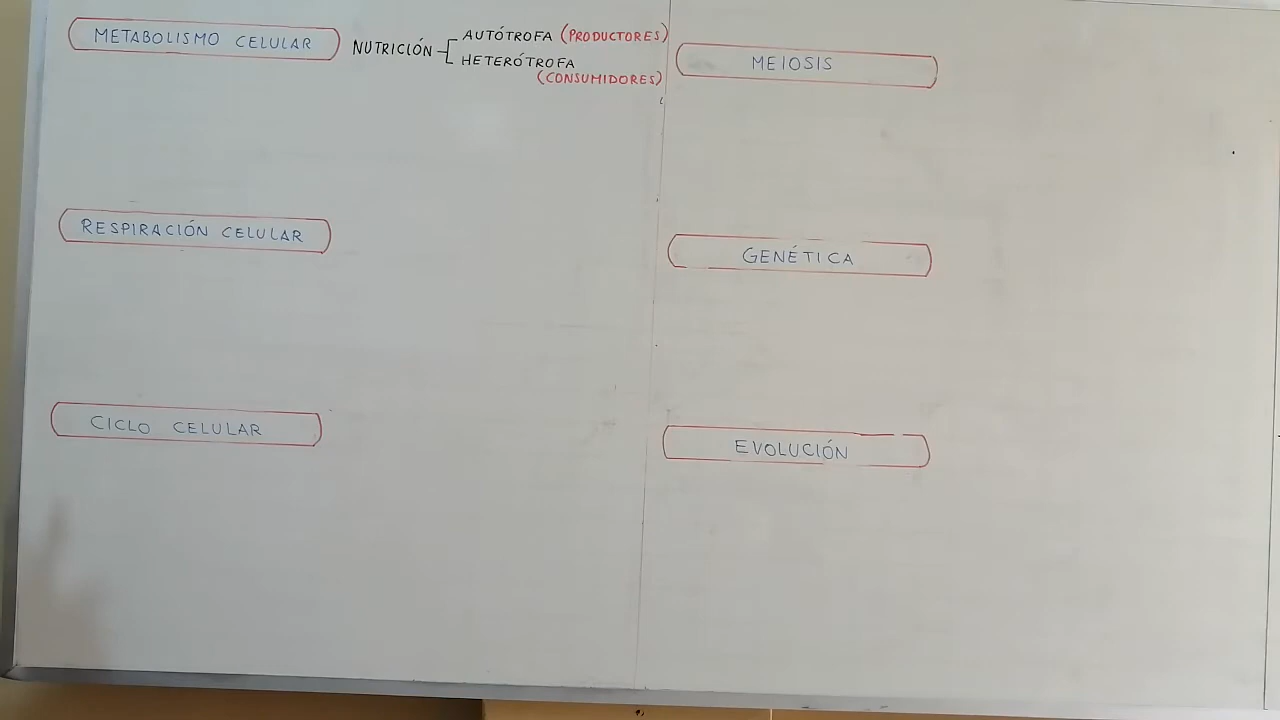 METABOLISMO CELULAR
NUTRICIÓN
AUTÓTROFA (PRODUCTORES)
HETERÓTROFA
(CONSUMIDORES)
RESPIRACIÓN CELULAR
CICLO CELULAR
MEIOSIS
GENÉTICA
EVOLUCIÓN